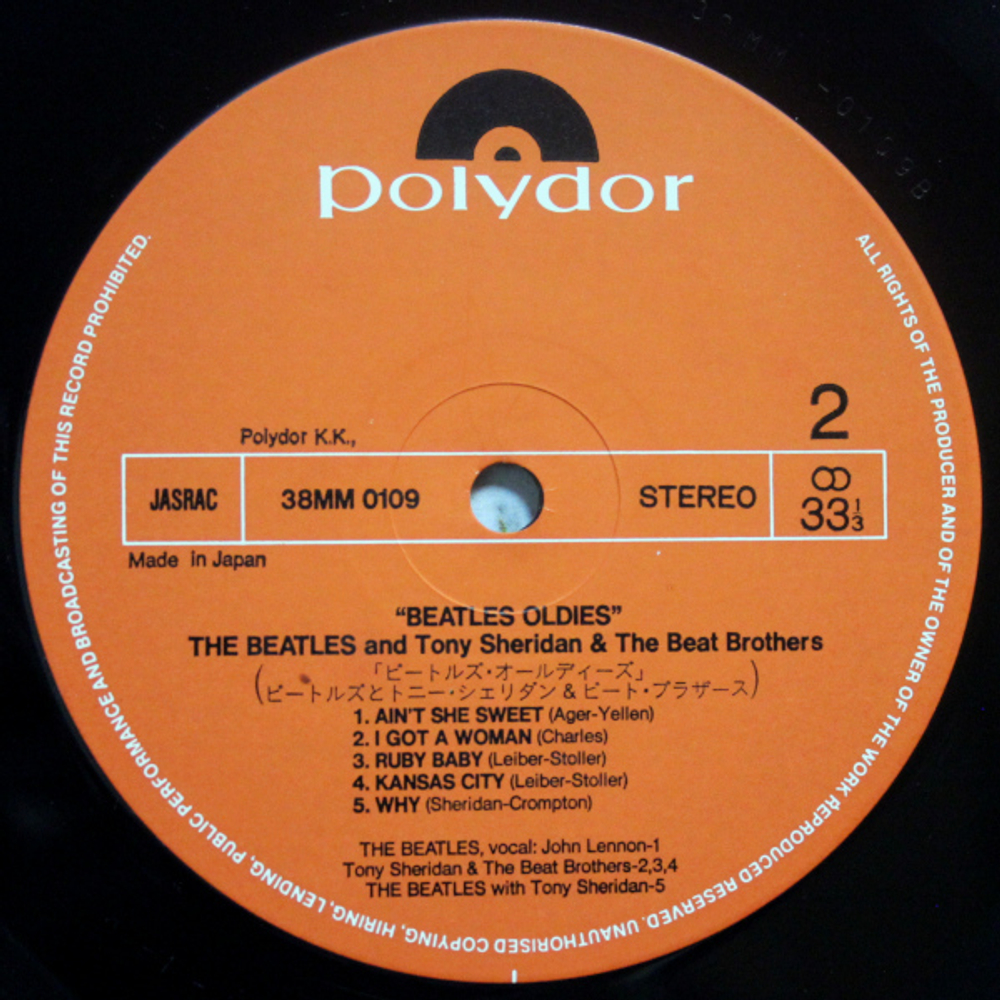 polydor
ALL RIGHTS OF THE PRODUCER AND OF THE OWNER OF THE WORK REPRODUCED RESERVED. UNAUTHORISED COPYING, HIRING, LENDING, PUBLIC PERFORMANCE AND BROADCASTING OF THIS RECORD PROHIBITED.
2
Polydor K.K.,
JASRAC 38MM 0109 STEREO 33 1/3
Made in Japan
“BEATLES OLDIES”
THE BEATLES and Tony Sheridan & The Beat Brothers
(「ビートルズ・オールディーズ」
ビートルズとトニー・シェリダン & ビート・ブラザース)
1. AIN'T SHE SWEET (Ager-Yellen)
2. I GOT A WOMAN (Charles)
3. RUBY BABY (Leiber-Stoller)
4. KANSAS CITY (Leiber-Stoller)
5. WHY (Sheridan-Crompton)
THE BEATLES, vocal: John Lennon-1
Tony Sheridan & The Beat Brothers-2,3,4
THE BEATLES with Tony Sheridan-5